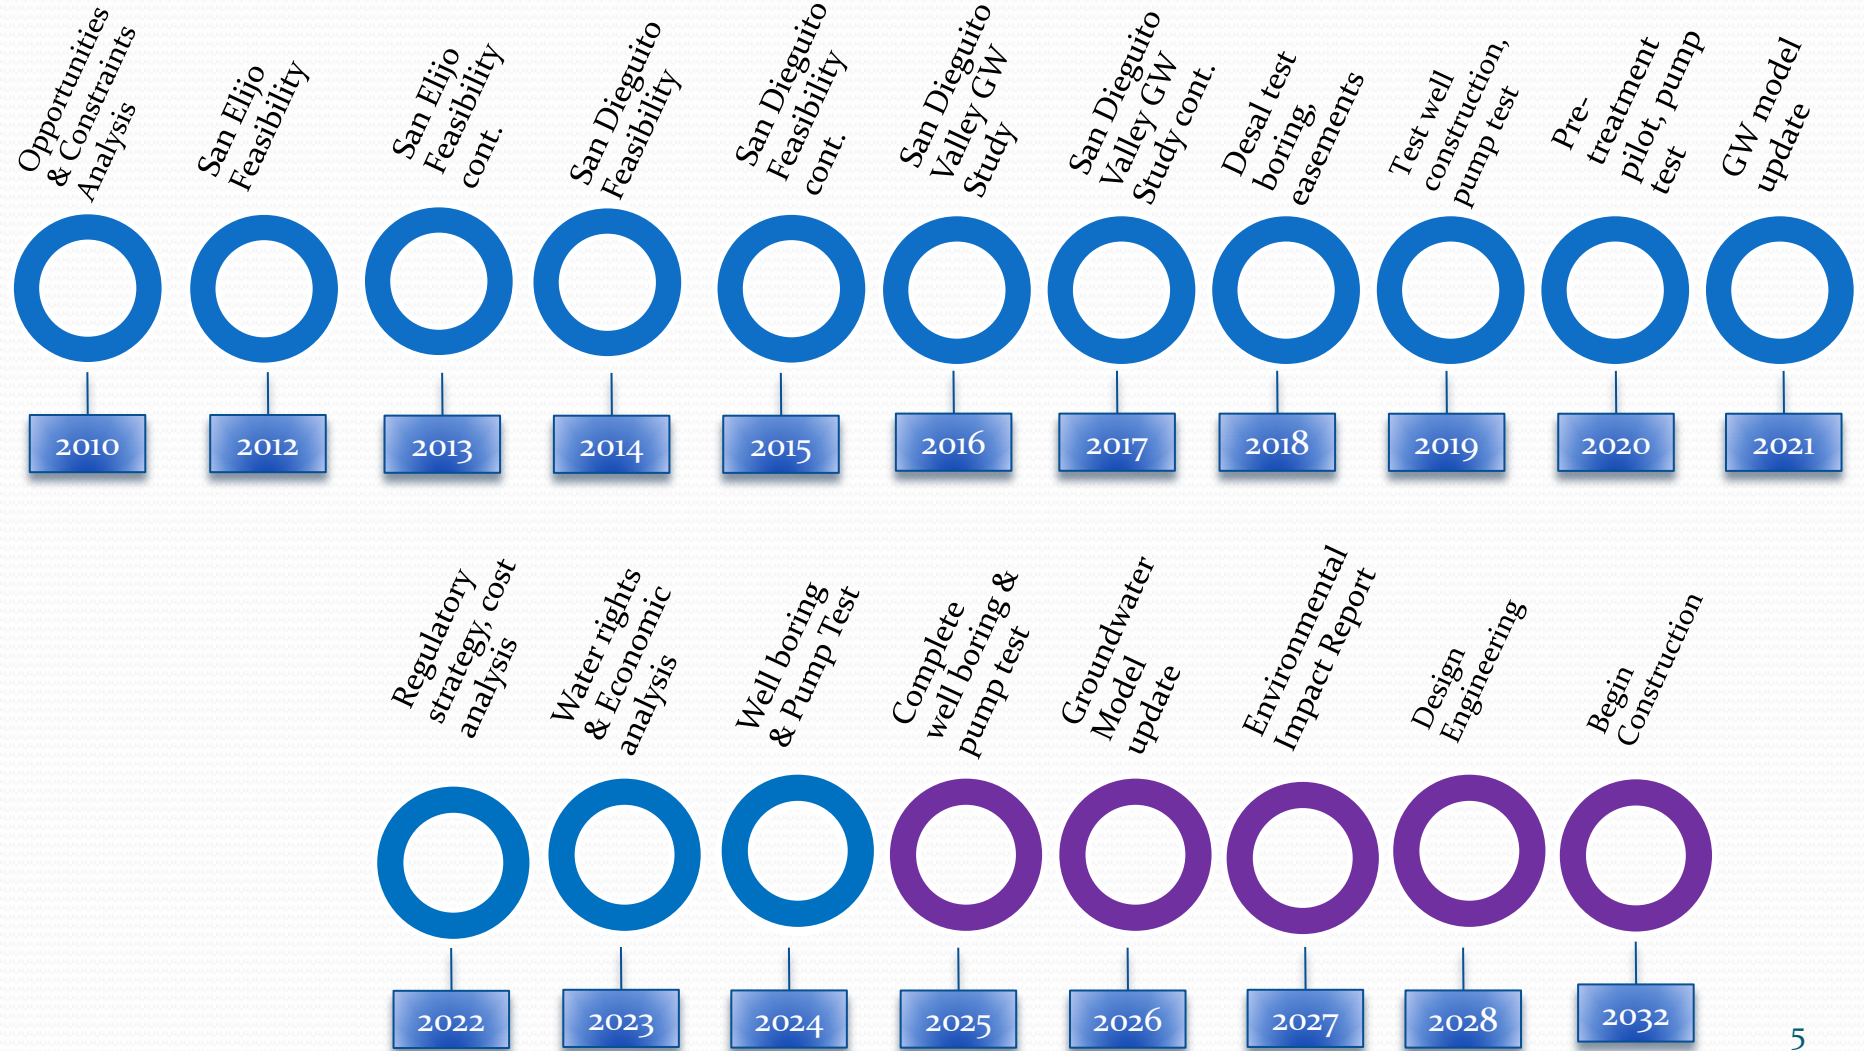 Opportunities
& Constraints
Analysis
San Elijo
Feasibility
San Elijo
Feasibility
cont.
San Dieguito
Feasibility
San Dieguito
Feasibility
cont.
San Dieguito
Valley GW
Study
San Dieguito
Valley GW
Study cont.
Desal test
boring,
easements
Test well
construction,
pump test
Pre-
treatment
pilot, pump
test
GW model
update
2010
2012
2013
2014
2015
2016
2017
2018
2019
2020
2021
Regulatory
strategy, cost
analysis
Water rights
& Economic
analysis
Well boring
& Pump Test
Complete
well boring &
pump test
Groundwater
Model
update
Environmental
Impact Report
Design
Engineering
Begin
Construction
2022
2023
2024
2025
2026
2027
2028
2032
5